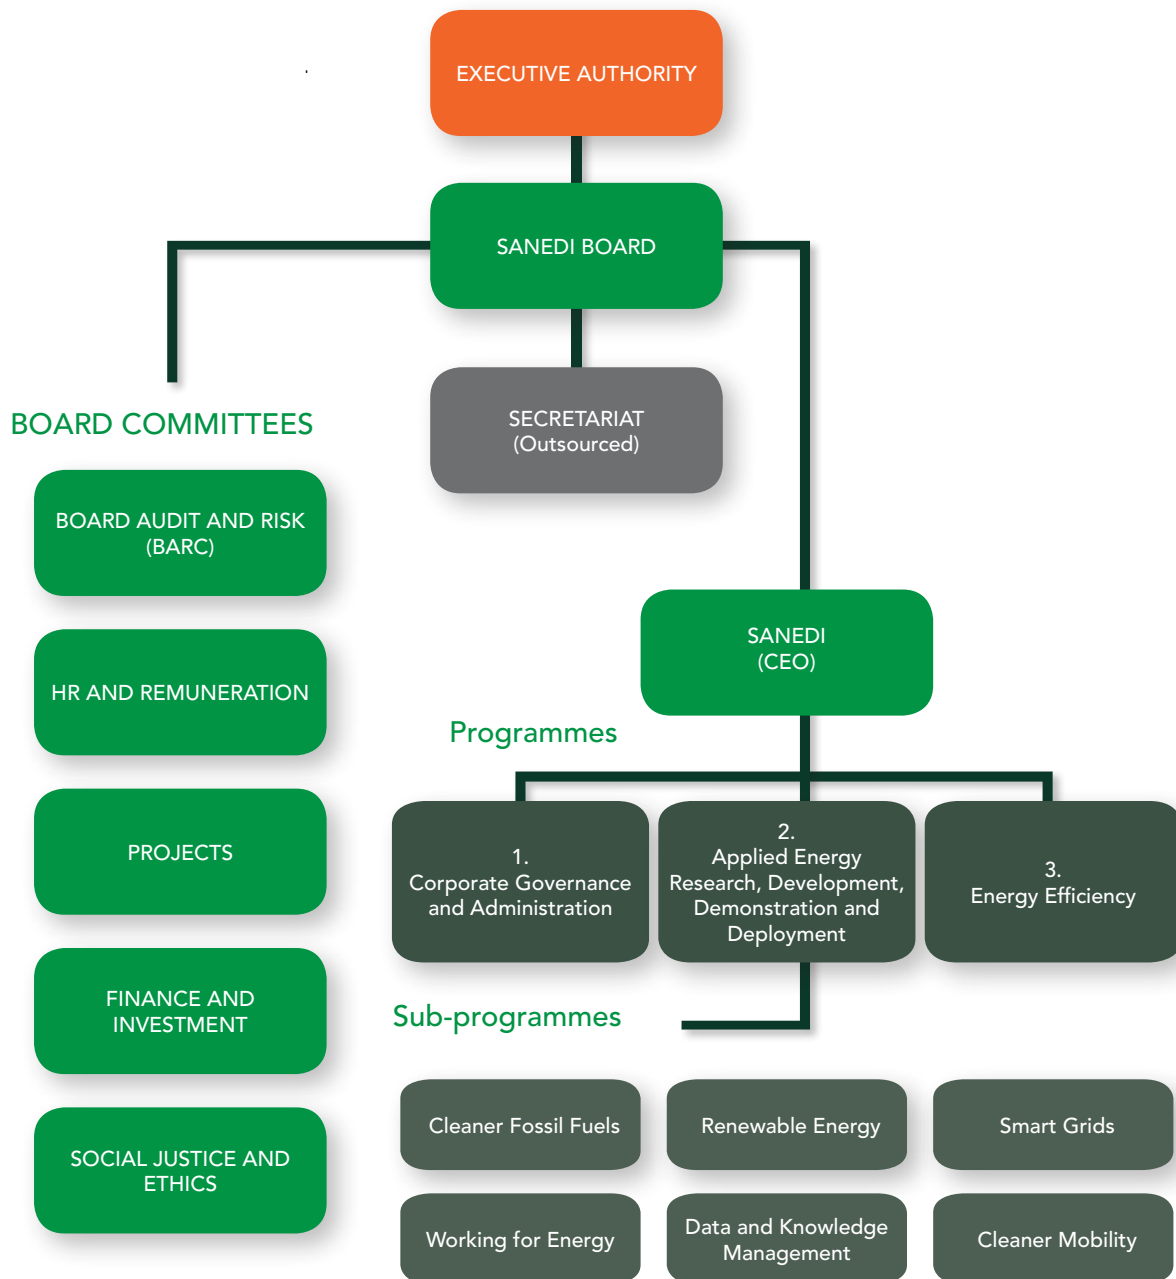 EXECUTIVE AUTHORITY
SANEDI BOARD
SECRETARIAT
(Outsourced)
BOARD COMMITTEES
BOARD AUDIT AND RISK
(BARC)
HR AND REMUNERATION
PROJECTS
FINANCE AND
INVESTMENT
SOCIAL JUSTICE AND
ETHICS
SANEDI
(CEO)
Programmes
1.
Corporate Governance
and Administration
2.
Applied Energy
Research, Development,
Demonstration and
Deployment
3.
Energy Efficiency
Sub-programmes
Cleaner Fossil Fuels
Renewable Energy
Smart Grids
Working for Energy
Data and Knowledge
Management
Cleaner Mobility